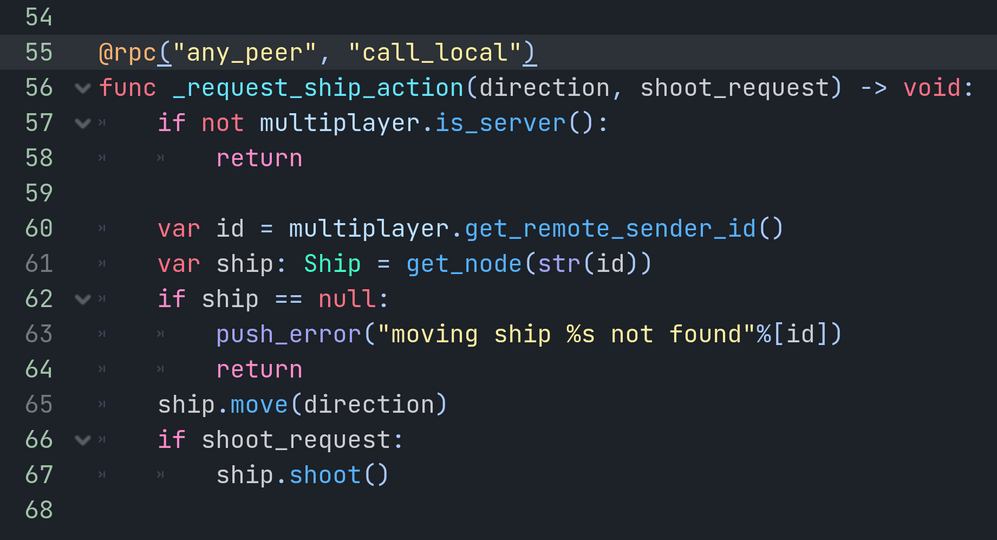 54
55 @rpc("any_peer", "call_local")
56 func _request_ship_action(direction, shoot_request) -> void:
57 if not multiplayer.is_server():
58 return
59
60 var id = multiplayer.get_remote_sender_id()
61 var ship: Ship = get_node(str(id))
62 if ship == null:
63 push_error("moving ship %s not found"%[id])
64 return
65 ship.move(direction)
66 if shoot_request:
67 ship.shoot()
68